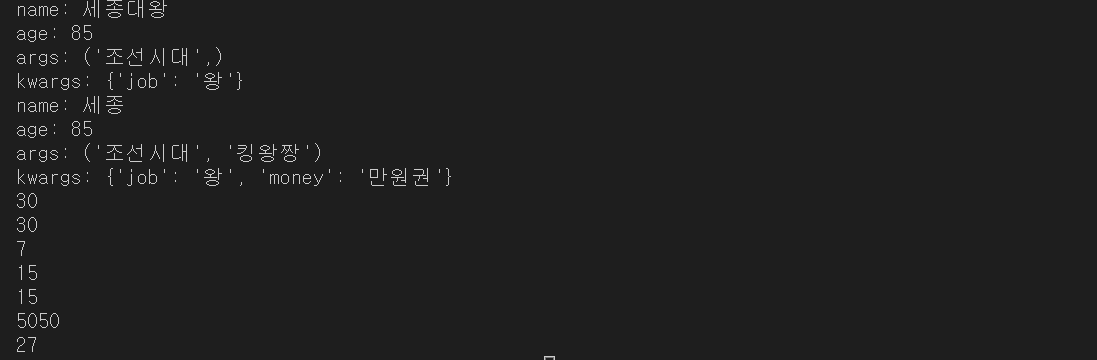 name: 세종대왕
age: 85
args: ('조선시대',)
kwargs: {'job': '왕'}
name: 세종
age: 85
args: ('조선시대', '킹왕짱')
kwargs: {'job': '왕', 'money': '만원권'}
30
30
7
15
15
5050
27